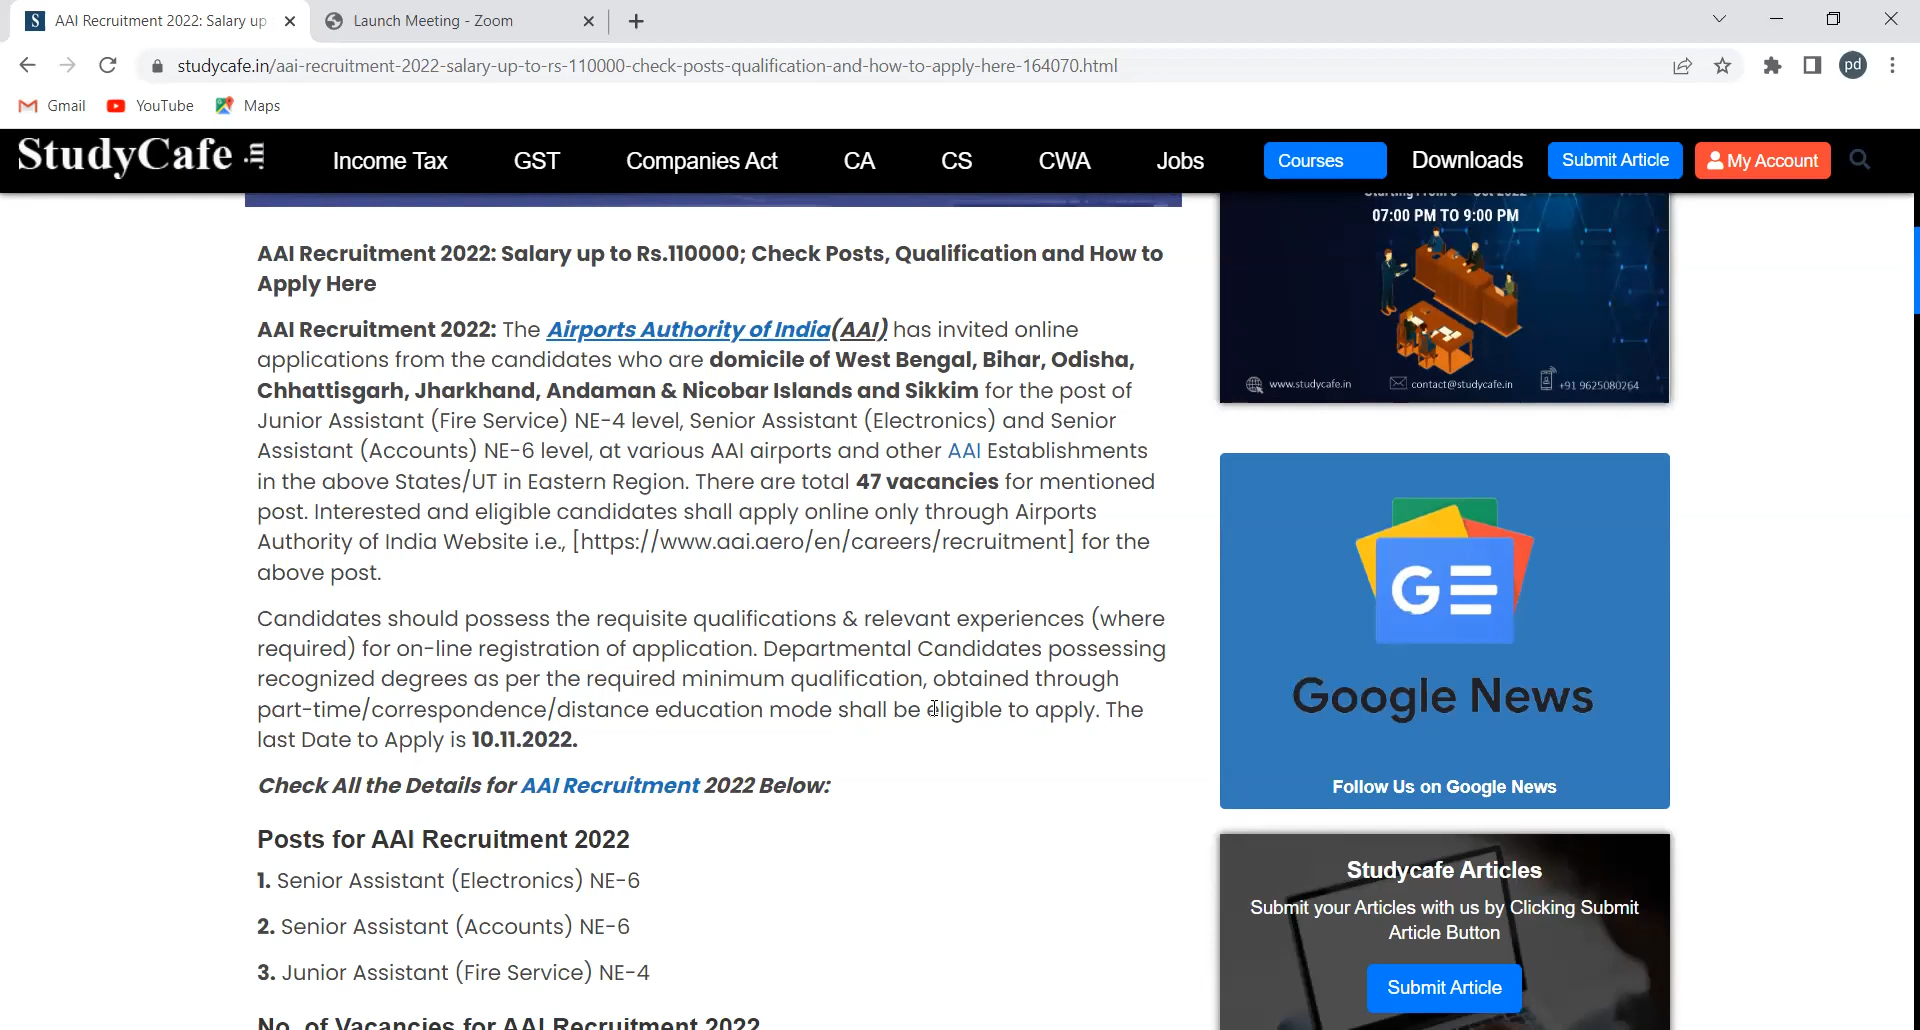 AAI Recruitment 2022: Salary up
Launch Meeting - Zoom
studycafe.in/aai-recruitment-2022-salary-up-to-rs-110000-check-posts-qualification-and-how-to-apply-here-164070.html
pd
Gmail
YouTube
Maps
StudyCafe .in
Income Tax
GST
Companies Act
CA
CS
CWA
Jobs
Courses
Downloads
Submit Article
My Account
AAI Recruitment 2022: Salary up to Rs.110000; Check Posts, Qualification and How to
Apply Here
AAI Recruitment 2022: The Airports Authority of India(AAI) has invited online
applications from the candidates who are domicile of West Bengal, Bihar, Odisha,
Chhattisgarh, Jharkhand, Andaman & Nicobar Islands and Sikkim for the post of
Junior Assistant (Fire Service) NE-4 level, Senior Assistant (Electronics) and Senior
Assistant (Accounts) NE-6 level, at various AAI airports and other AAI Establishments
in the above States/UT in Eastern Region. There are total 47 vacancies for mentioned
post. Interested and eligible candidates shall apply online only through Airports
Authority of India Website i.e., [https://www.aai.aero/en/careers/recruitment] for the
above post.
Candidates should possess the requisite qualifications & relevant experiences (where
required) for on-line registration of application. Departmental Candidates possessing
recognized degrees as per the required minimum qualification, obtained through
part-time/correspondence/distance education mode shall be eligible to apply. The
last Date to Apply is 10.11.2022.
Check All the Details for AAI Recruitment 2022 Below:
Posts for AAI Recruitment 2022
1. Senior Assistant (Electronics) NE-6
2. Senior Assistant (Accounts) NE-6
3. Junior Assistant (Fire Service) NE-4
No. of Vacancies for AAI Recruitment 2022
07:00 PM TO 9:00 PM
www.studycafe.in
contact@studycafe.in
+91 9625080264
Google News
Follow Us on Google News
Studycafe Articles
Submit your Articles with us by Clicking Submit
Article Button
Submit Article